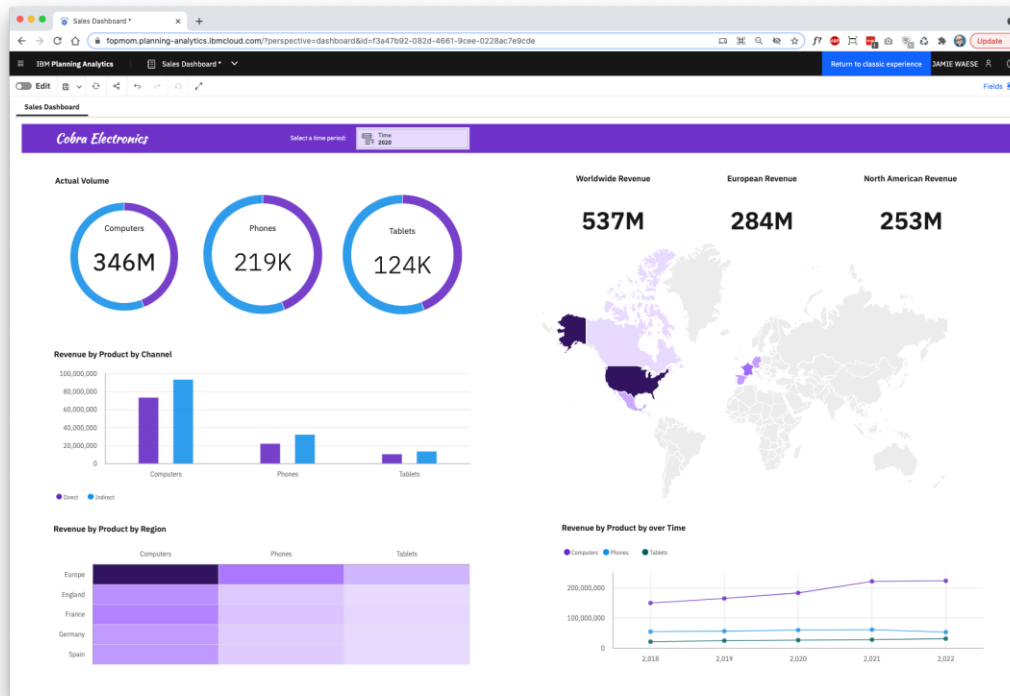 Sales Dashboard *
fopmom.planning-analytics.ibmcloud.com/?perspective=dashboard&id=f3a47b92-082d-4661-9cee-0228ac7e9cde
f?
ABP
Update
IBM Planning Analytics
Sales Dashboard *
Return to classic experience
JAMIE WAESE
Edit
Fields
Sales Dashboard
Cobra Electronics
Select a time period:
Time
2020
Actual Volume
Computers
346M
Phones
219K
Tablets
124K
Worldwide Revenue
537M
European Revenue
284M
North American Revenue
253M
Revenue by Product by Channel
100,000,000
80,000,000
60,000,000
40,000,000
20,000,000
0
Computers Phones Tablets
Direct Indirect
Revenue by Product by Region
Computers Phones Tablets
Europe
England
France
Germany
Spain
Revenue by Product by over Time
Computers Phones Tablets
200,000,000
100,000,000
0
2,018 2,019 2,020 2,021 2,022